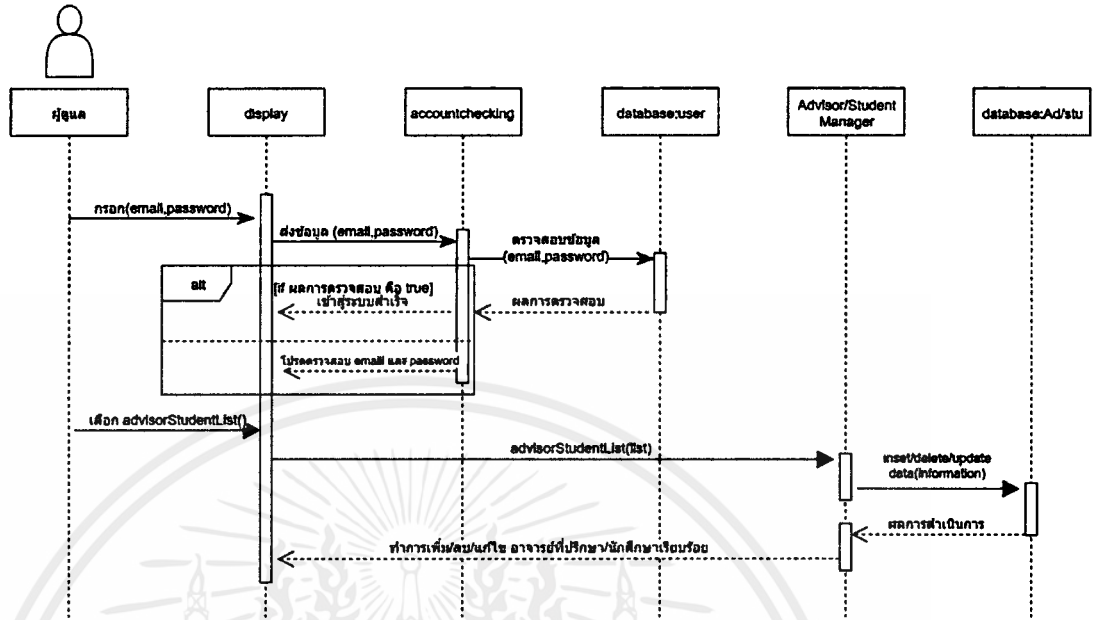 ผู้ดูแล
display
accountchecking
database:user
Advisor/Student
Manager
database:Ad/stu
กรอก(email,password)
ส่งข้อมูล (email,password)
ตรวจสอบข้อมูล
(email,password)
alt
[if ผลการตรวจสอบ คือ true]
เข้าสู่ระบบสำเร็จ
ผลการตรวจสอบ
โปรดตรวจสอบ email และ password
เลือก advisorStudentList()
advisorStudentList(list)
inset/delete/update
data(information)
ผลการดำเนินการ
ทำการเพิ่ม/ลบ/แก้ไข อาจารย์ที่ปรึกษา/นักศึกษาเรียบร้อย